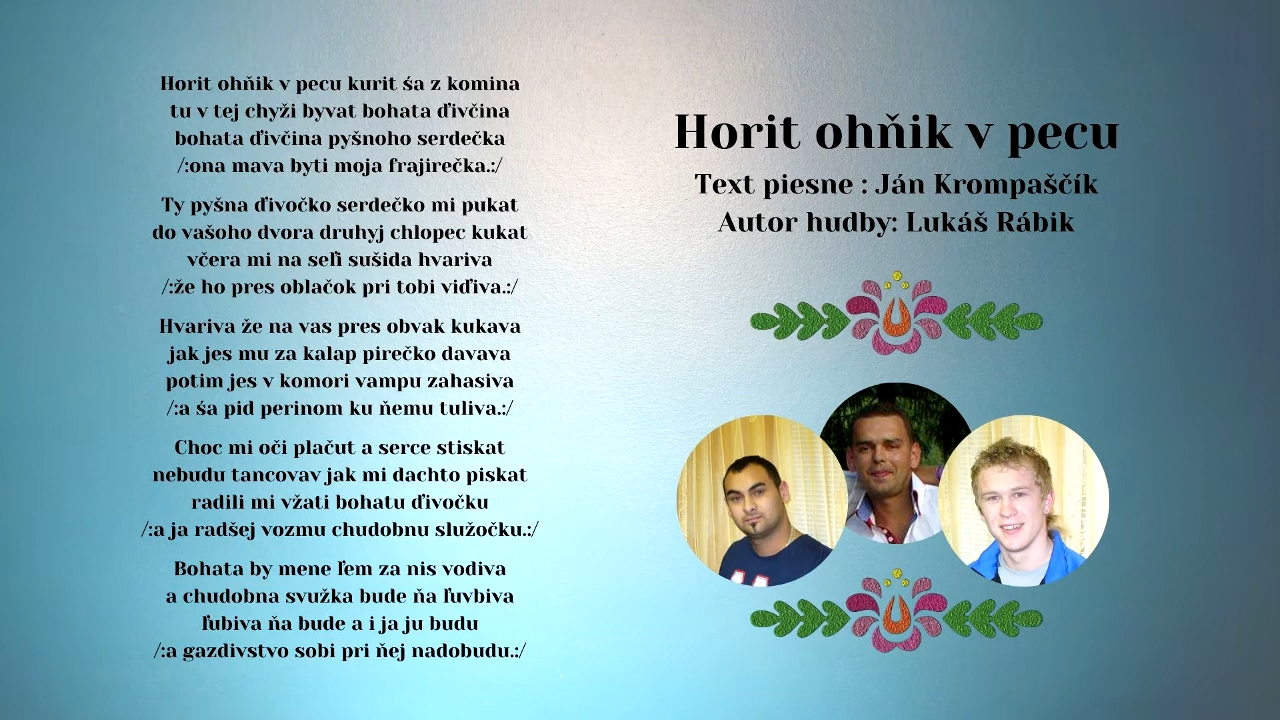 Horit ohňik v pecu kurit śa z komina
tu v tej chyži byvat bohata ďivčina
bohata ďivčina pyšnoho serdečka
/:ona mava byti moja frajirečka.:/
Ty pyšna ďivočko serdečko mi pukat
do vašoho dvora druhyj chlopec kukat
včera mi na seľi sušida hvariva
/:že ho pres oblačok pri tobi viďiva.:/
Hvariva že na vas pres obvak kukava
jak jes mu za kalap pirečko davava
potim jes v komori vampu zahasiva
/:a śa pid perinom ku ňemu tuliva.:/
Choc mi oči plačut a serce stiskat
nebudu tancovav jak mi dachto piskat
radili mi vžati bohatu ďivočku
/:a ja radšej vozmu chudobnu služočku.:/
Bohata by mene ľem za nis vodiva
a chudobna svužka bude ňa ľuvbiva
ľubiva ňa bude a i ja ju budu
/:a gazdivstvo sobi pri ňej nadobudu.:/
Horit ohňik v pecu
Text piesne : Ján Krompaščík
Autor hudby: Lukáš Rábik